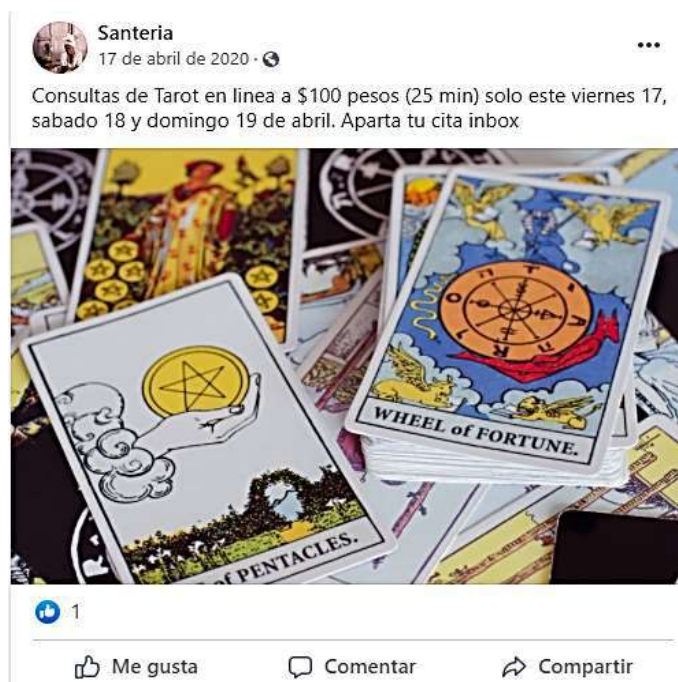 Santeria
17 de abril de 2020 ·
Consultas de Tarot en linea a $100 pesos (25 min) solo este viernes 17,
sabado 18 y domingo 19 de abril. Aparta tu cita inbox
WHEEL of FORTUNE.
of PENTACLES.
1
Me gusta
Comentar
Compartir